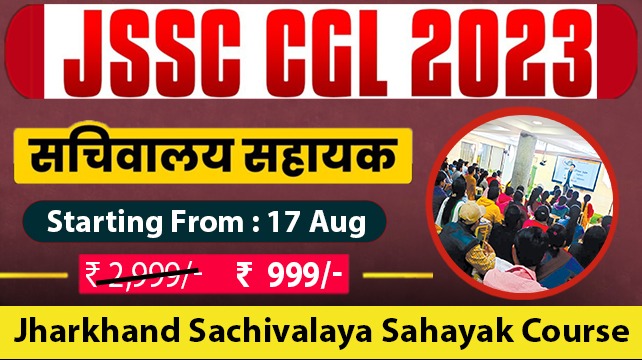 JSSC CGL 2023
सचिवालय सहायक
Starting From : 17 Aug
₹ 2,999/- ₹ 999/-
Jharkhand Sachivalaya Sahayak Course